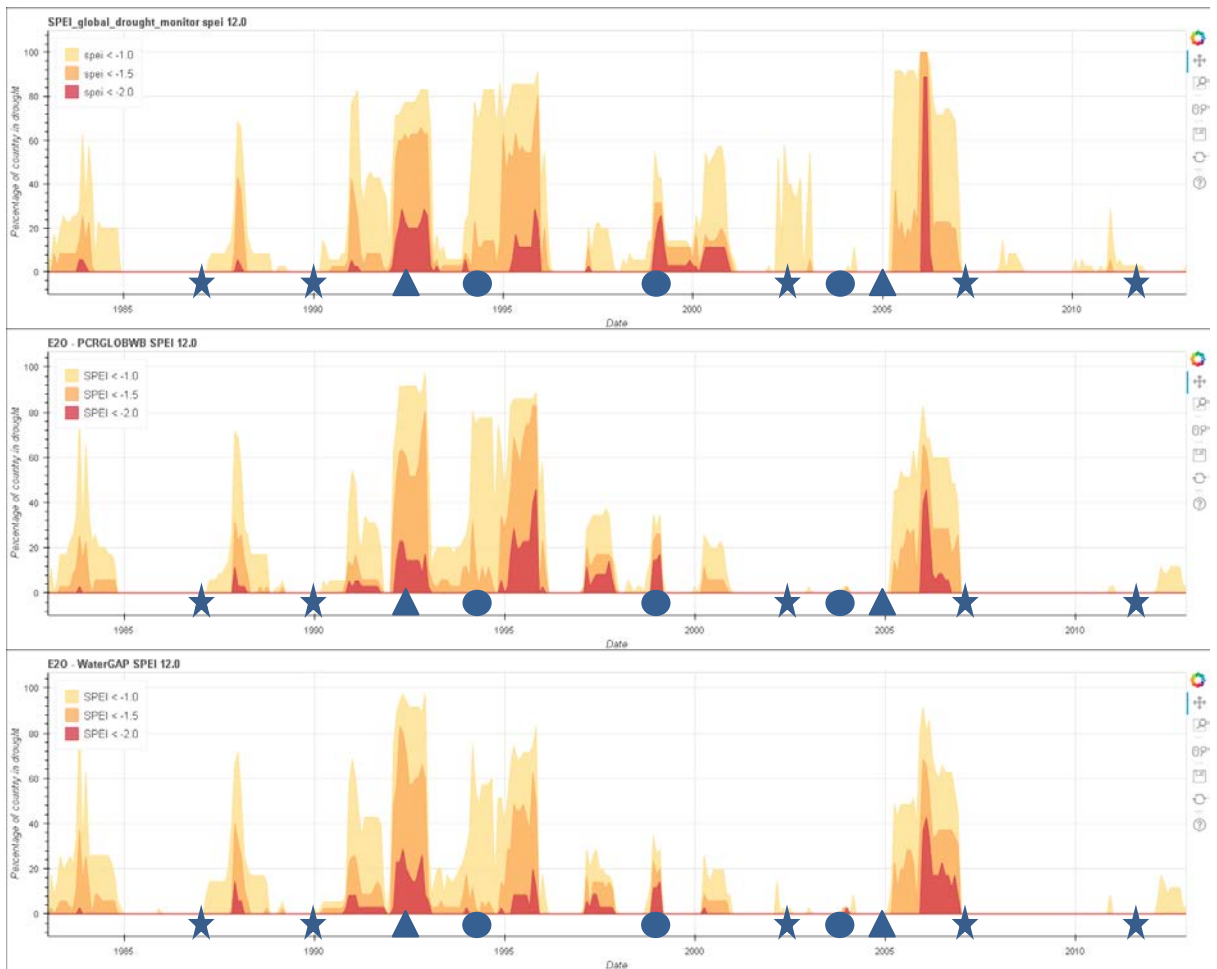 SPEI_global_drought_monitor spei 12.0
100
80
60
40
20
0
Percentage of country in drought
spei < -1.0
spei < -1.5
spei < -2.0
1985
1990
1995
2000
2005
2010
Date
E2O - PCRGLOBWB SPEI 12.0
100
80
60
40
20
0
Percentage of country in drought
SPEI < -1.0
SPEI < -1.5
SPEI < -2.0
1985
1990
1995
2000
2005
2010
Date
E2O - WaterGAP SPEI 12.0
100
80
60
40
20
0
Percentage of country in drought
SPEI < -1.0
SPEI < -1.5
SPEI < -2.0
1985
1990
1995
2000
2005
2010
Date